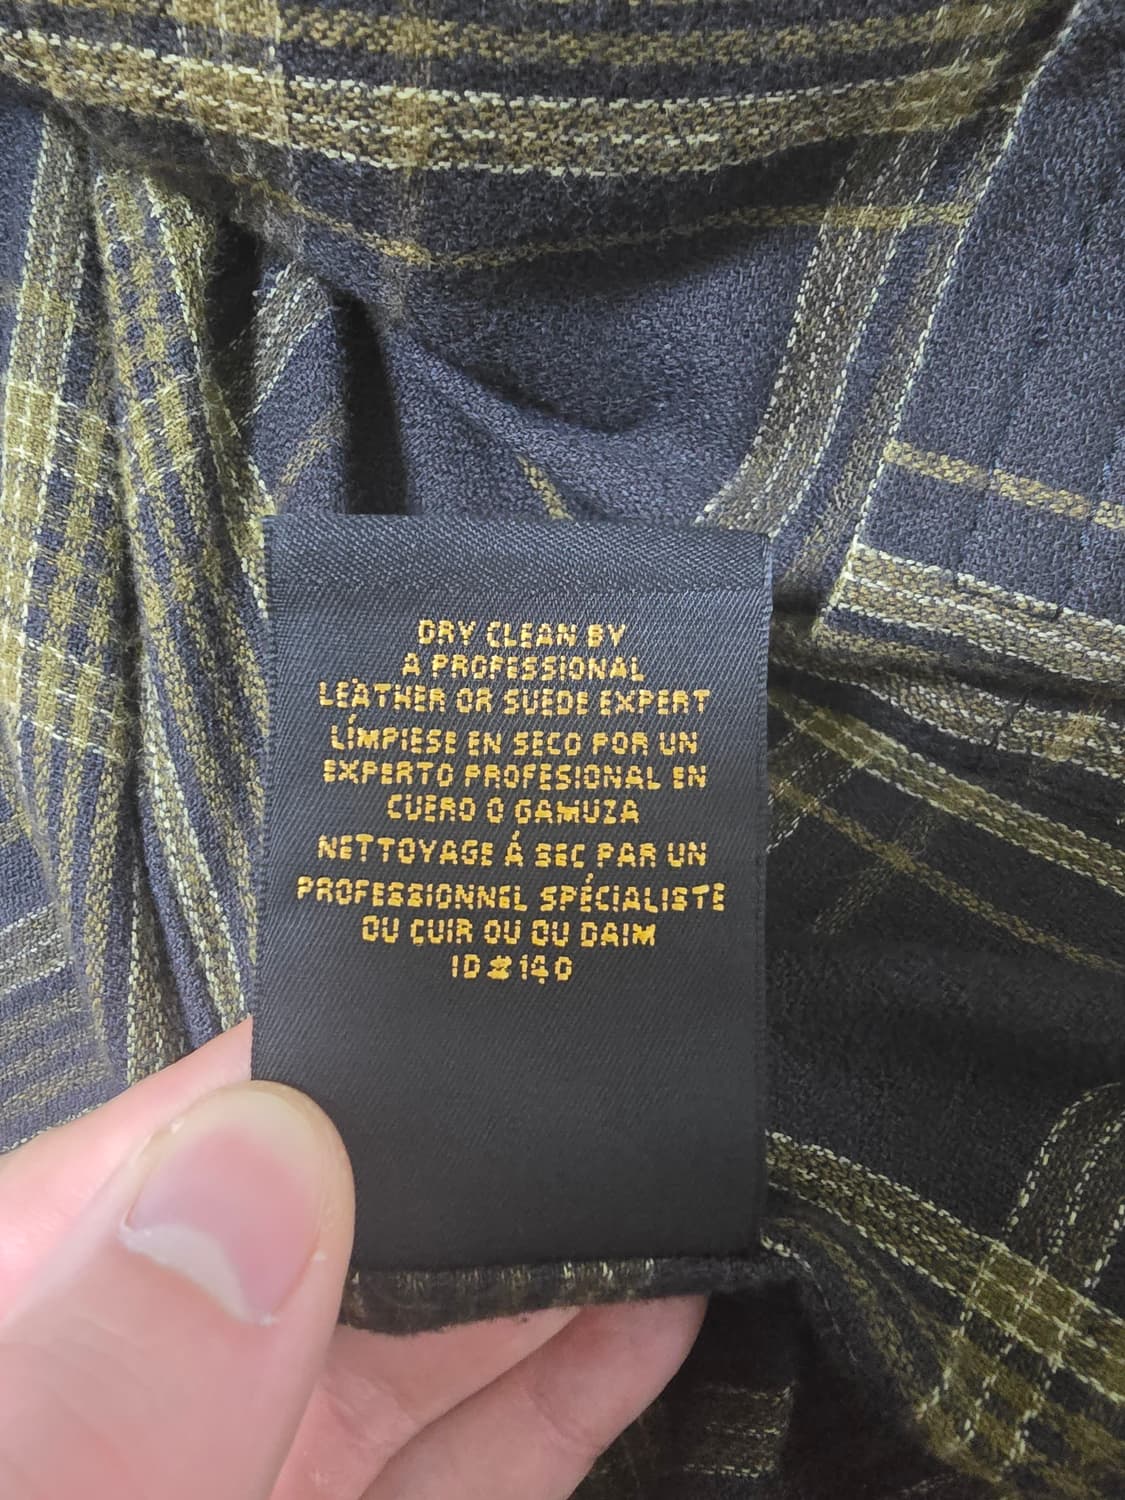 DRY CLEAN BY
A PROFESSIONAL
LEATHER OR SUEDE EXPERT
LÍMPIESE EN SECO POR UN
EXPERTO PROFESIONAL EN
CUERO O GAMUZA
NETTOYAGE Á SEC PAR UN
PROFESSIONNEL SPÉCIALISTE
OU CUIR OU DU DAIM
ID # 140